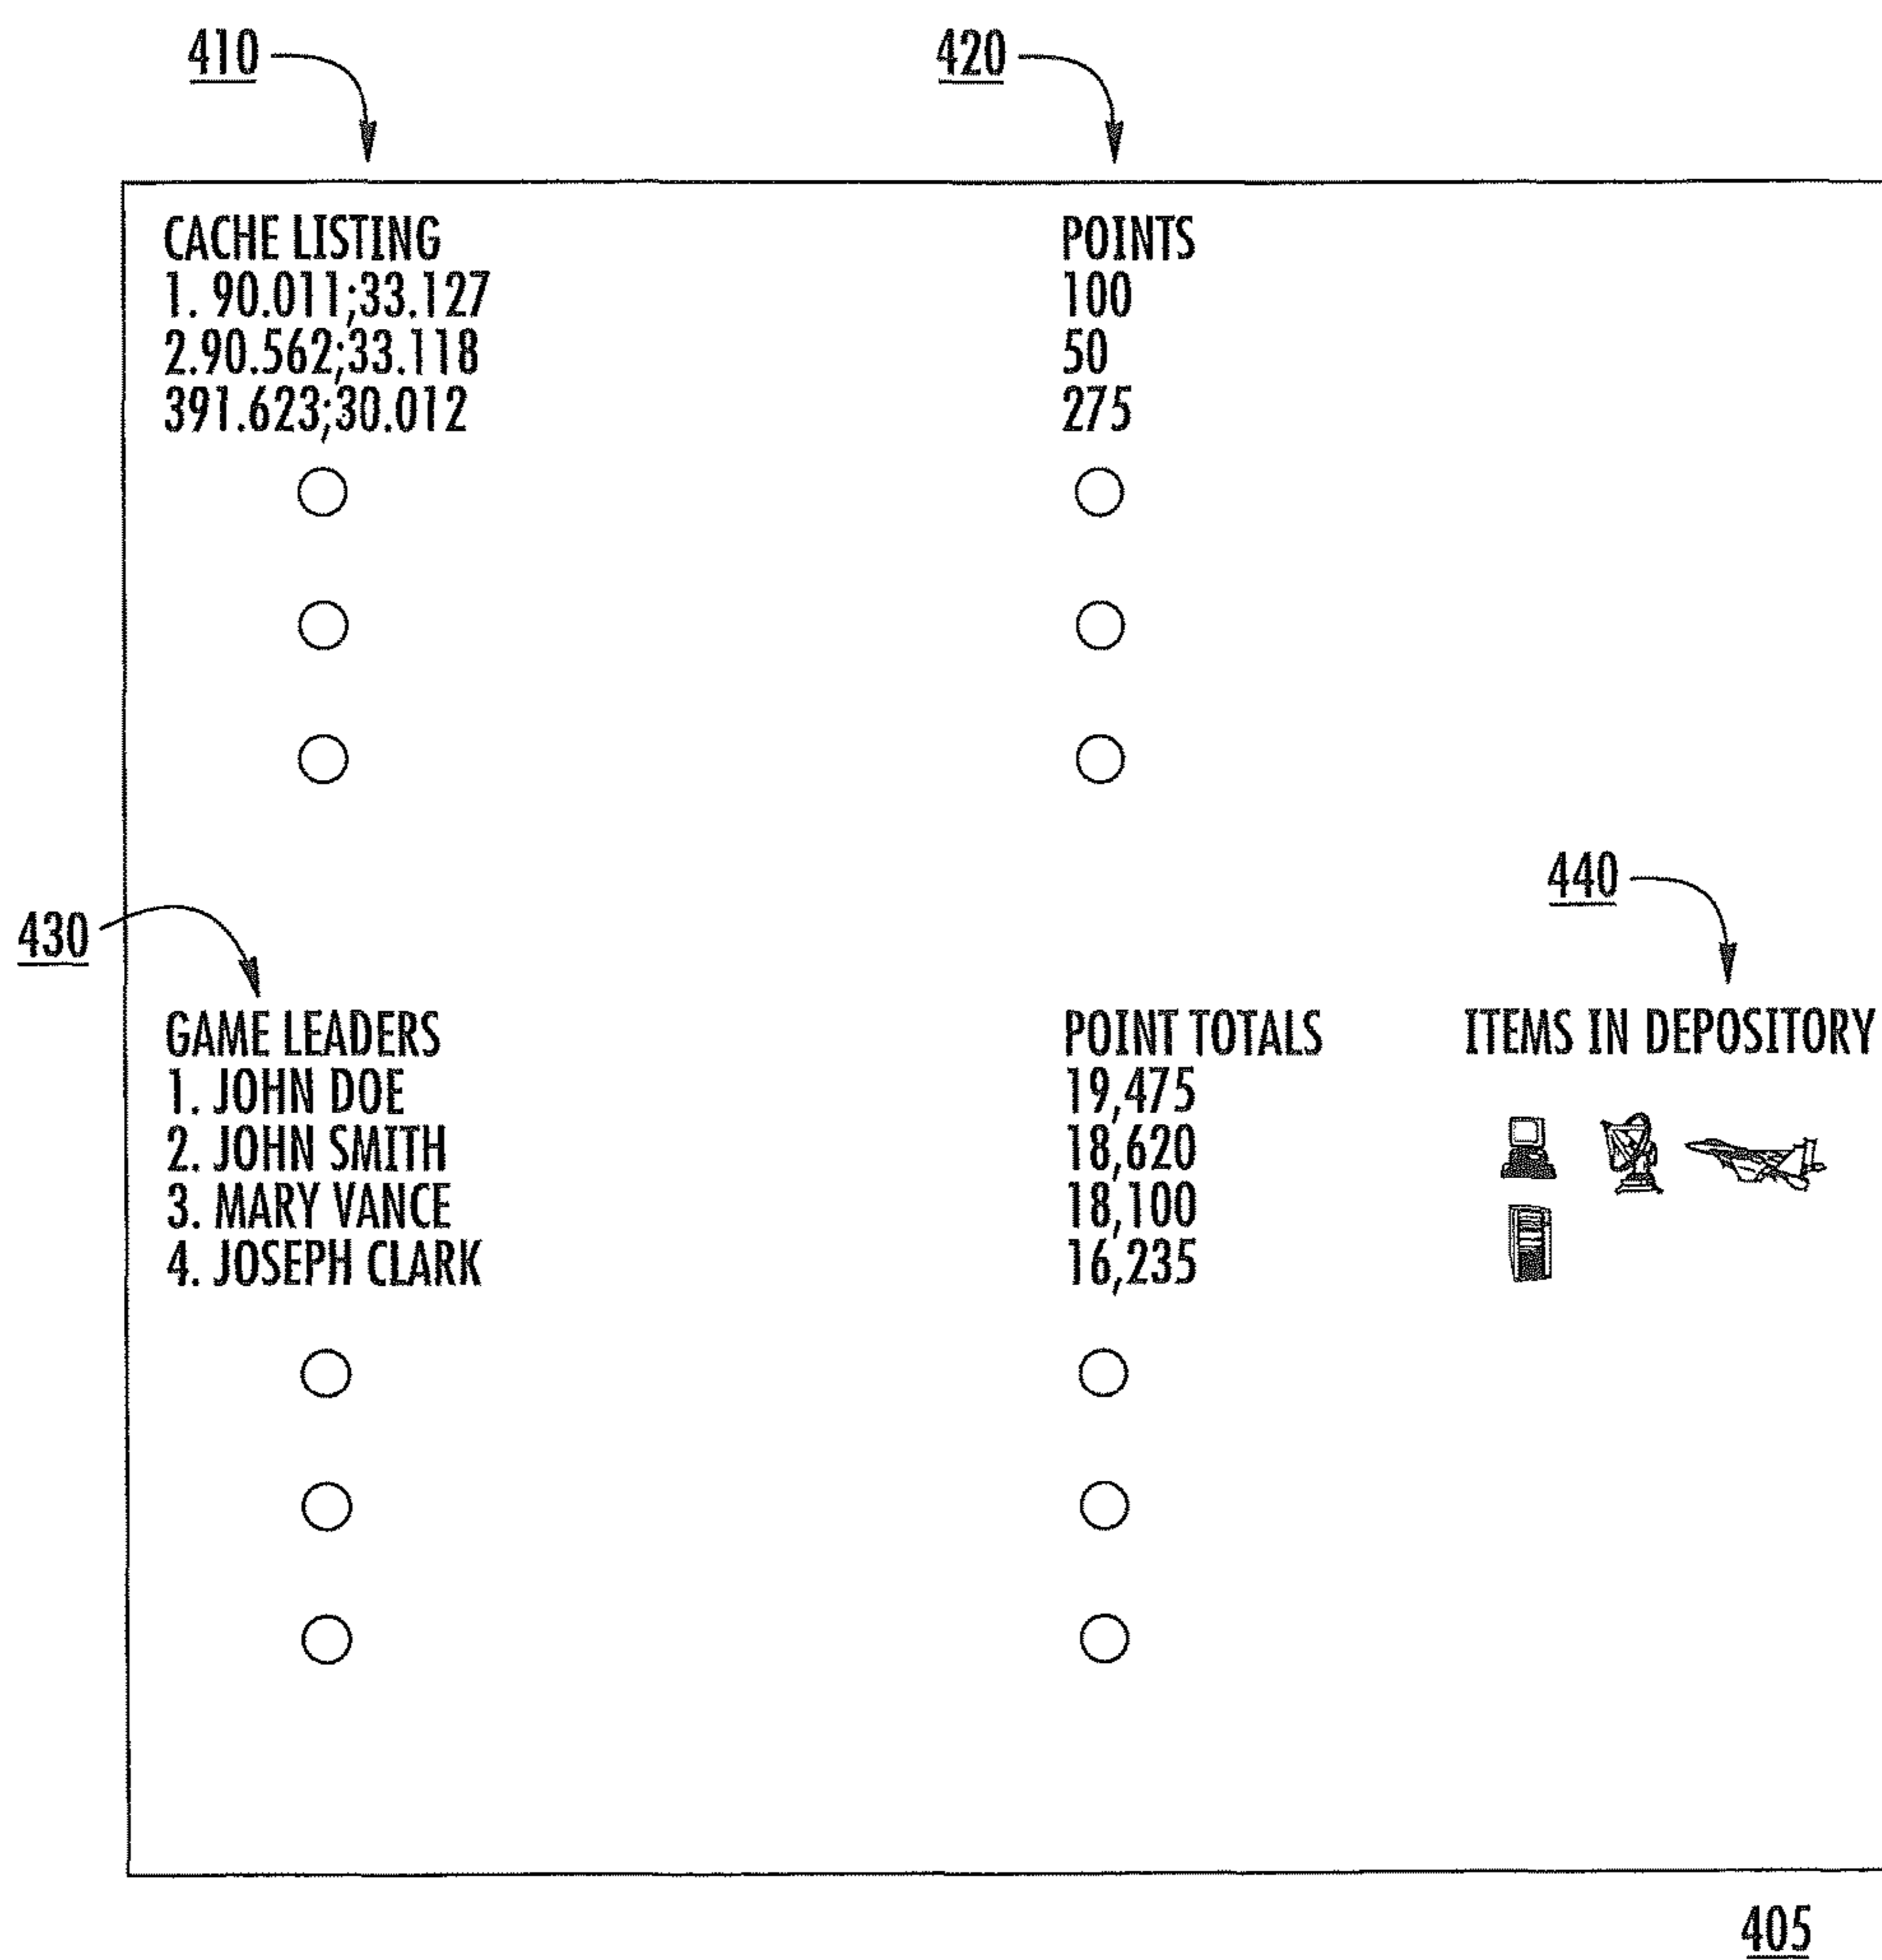 410 420
CACHE LISTING POINTS
1. 90.011;33.127 100
2.90.562;33.118 50
391.623;30.012 275
440
430
GAME LEADERS POINT TOTALS ITEMS IN DEPOSITORY
1. JOHN DOE 19,475
2. JOHN SMITH 18,620
3. MARY VANCE 18,100
4. JOSEPH CLARK 16,235
405